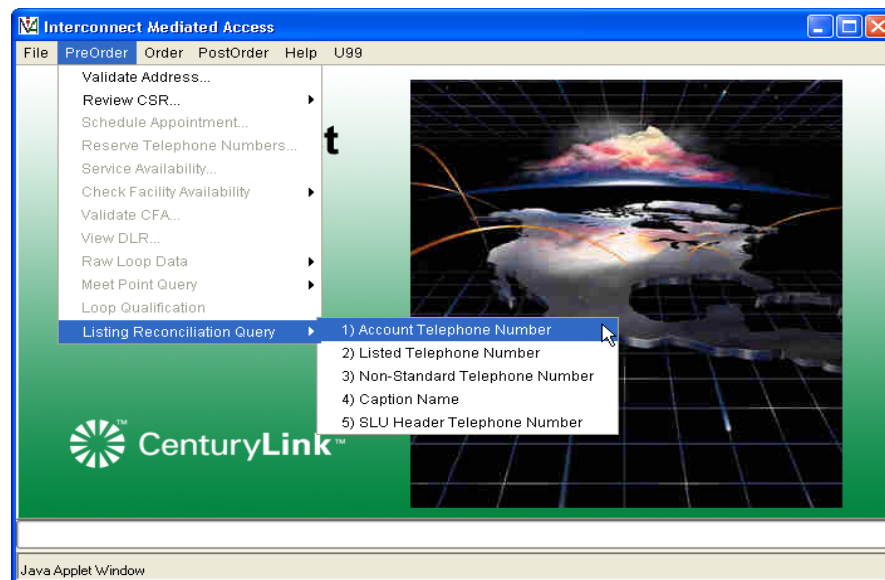 Interconnect Mediated Access
File PreOrder Order PostOrder Help U99
Validate Address...
Review CSR...
Schedule Appointment...
Reserve Telephone Numbers...
Service Availability...
Check Facility Availability
Validate CFA...
View DLR...
Raw Loop Data
Meet Point Query
Loop Qualification
Listing Reconciliation Query
1) Account Telephone Number
2) Listed Telephone Number
3) Non-Standard Telephone Number
4) Caption Name
5) SLU Header Telephone Number
t
CenturyLink™
Java Applet Window